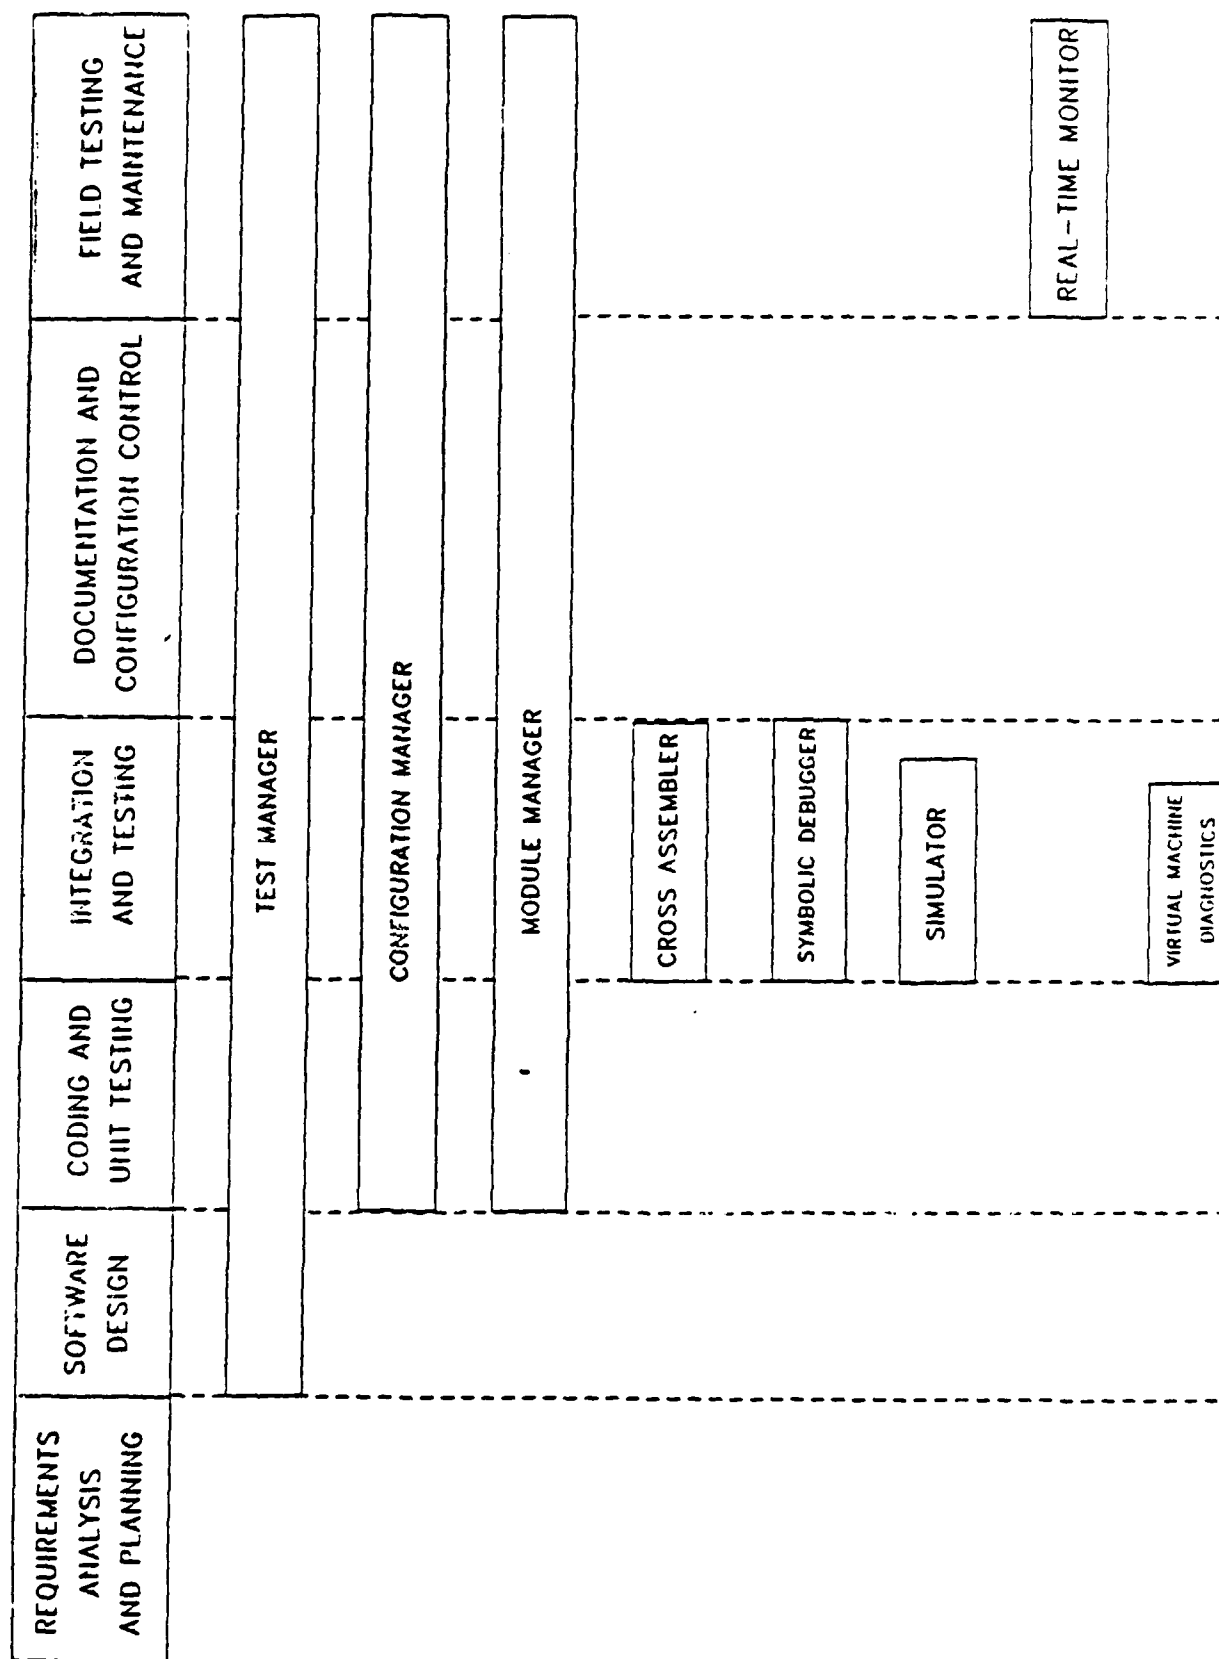 REQUIREMENTS
ANALYSIS
AND PLANNING
SOFTWARE
DESIGN
CODING AND
UNIT TESTING
INTEGRATION
AND TESTING
DOCUMENTATION AND
CONFIGURATION CONTROL
FIELD TESTING
AND MAINTENANCE
TEST MANAGER
CONFIGURATION MANAGER
MODULE MANAGER
CROSS ASSEMBLER
SYMBOLIC DEBUGGER
SIMULATOR
REAL-TIME MONITOR
VIRTUAL MACHINE
DIAGNOSTICS